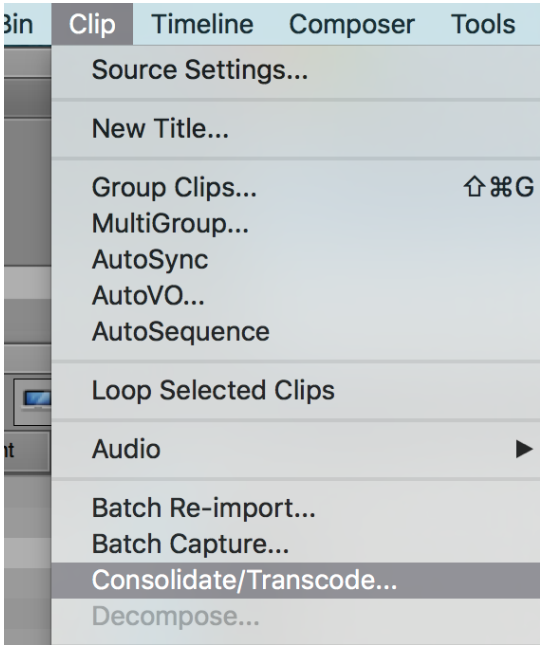 Bin Clip Timeline Composer Tools
Source Settings...
New Title...
Group Clips... ⇧⌘G
MultiGroup...
AutoSync
AutoVO...
AutoSequence
Loop Selected Clips
Audio ▶
Batch Re-import...
Batch Capture...
Consolidate/Transcode...
Decompose...